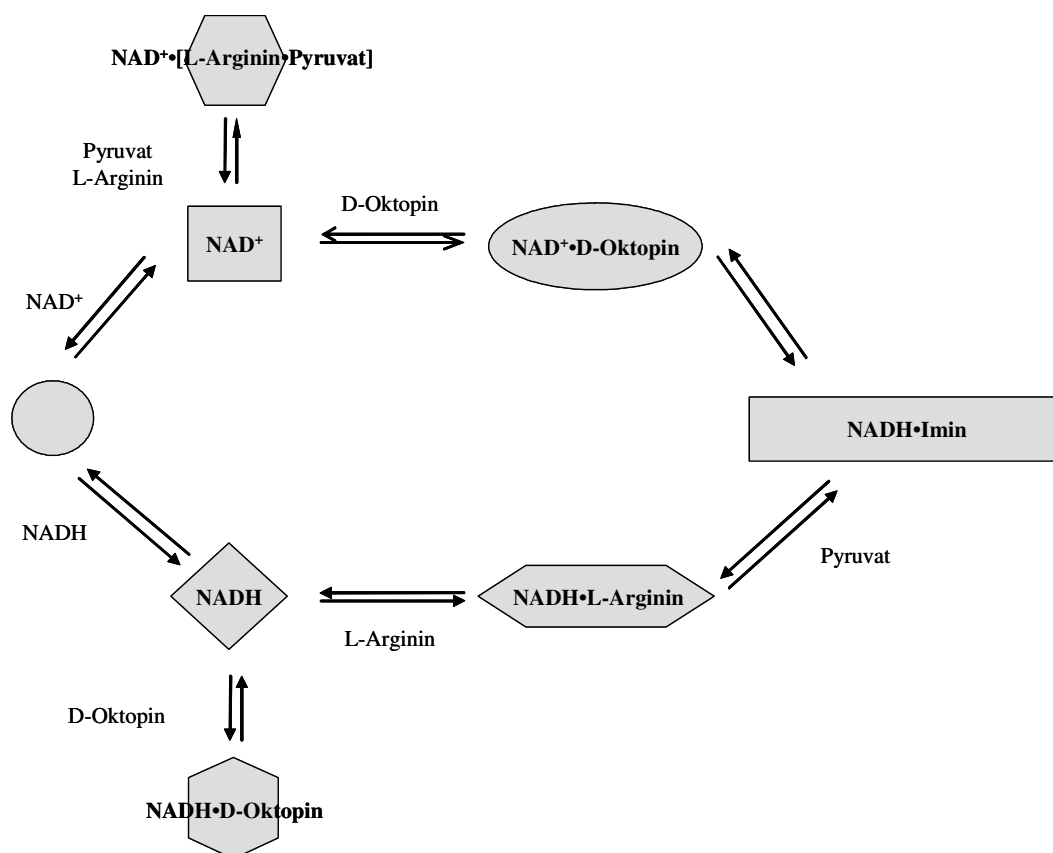 NAD⁺•[L-Arginin•Pyruvat]
Pyruvat
L-Arginin
D-Oktopin
NAD⁺
NAD⁺•D-Oktopin
NAD⁺
NADH•Imin
NADH
Pyruvat
NADH
NADH•L-Arginin
L-Arginin
D-Oktopin
NADH•D-Oktopin